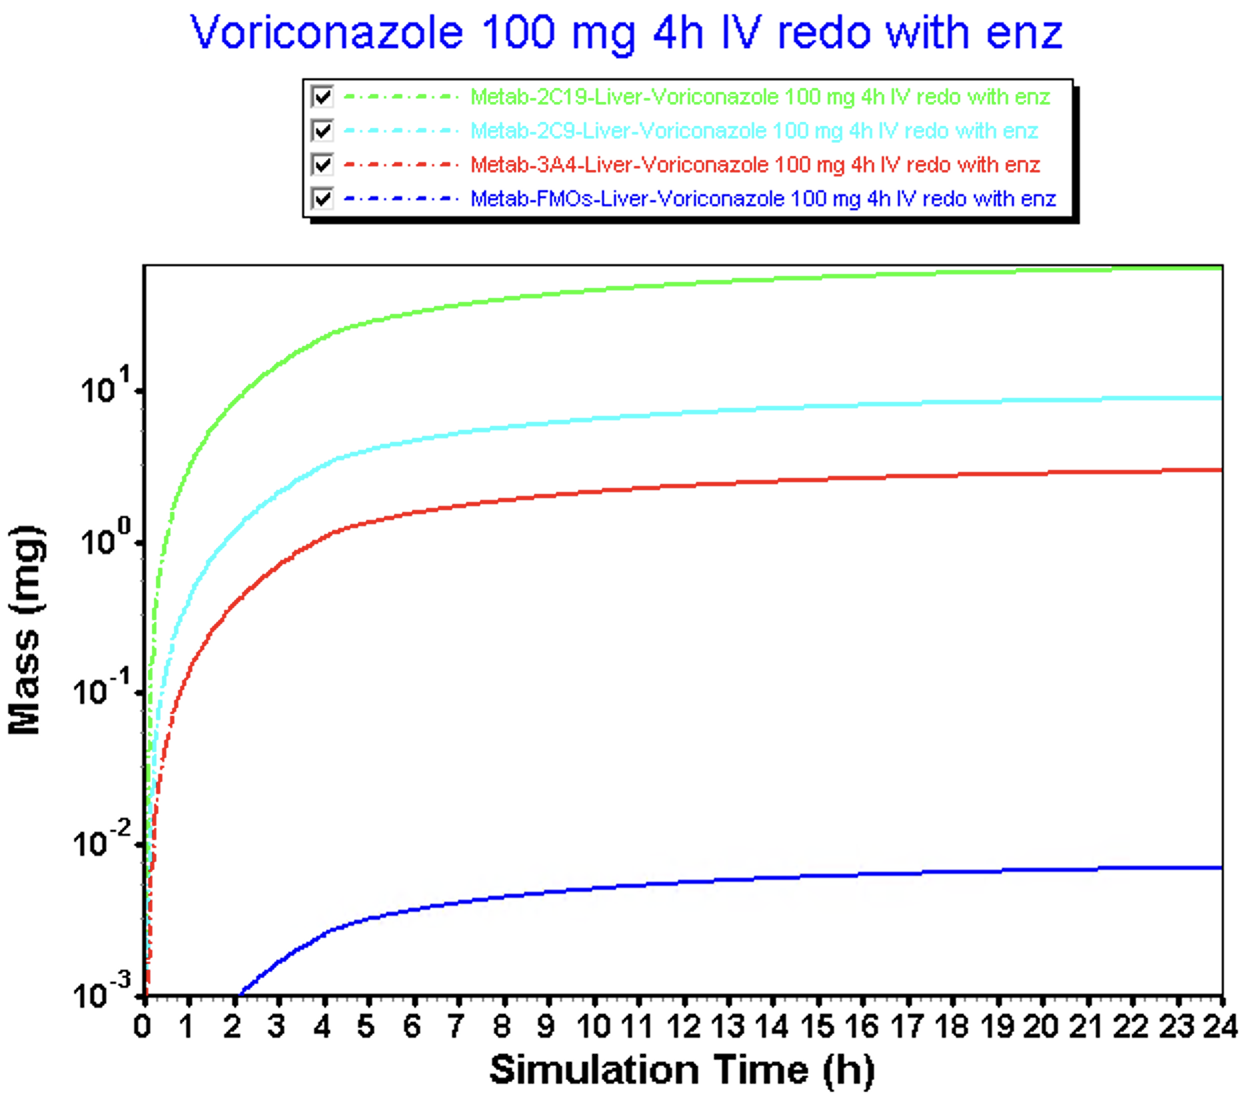 Voriconazole 100 mg 4h IV redo with enz
Metab-2C19-Liver-Voriconazole 100 mg 4h IV redo with enz
Metab-2C9-Liver-Voriconazole 100 mg 4h IV redo with enz
Metab-3A4-Liver-Voriconazole 100 mg 4h IV redo with enz
Metab-FMOs-Liver-Voriconazole 100 mg 4h IV redo with enz
Mass (mg)
10¹
10⁰
10⁻¹
10⁻²
10⁻³
0 1 2 3 4 5 6 7 8 9 10 11 12 13 14 15 16 17 18 19 20 21 22 23 24
Simulation Time (h)